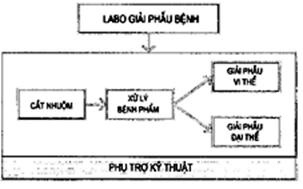 LABO GIẢI PHẪU BỆNH
GIẢI PHẪU
VI THỂ
CẮT NHUỘM
XỬ LÝ
BỆNH PHẨM
GIẢI PHẪU
ĐẠI THỂ
PHỤ TRỢ KỸ THUẬT